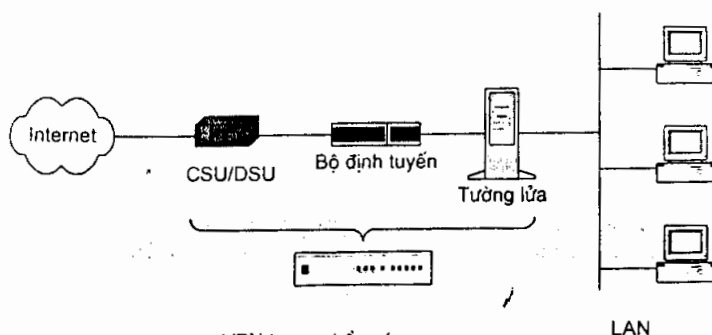 Internet
CSU/DSU
Bộ định tuyến
Tường lửa
LAN